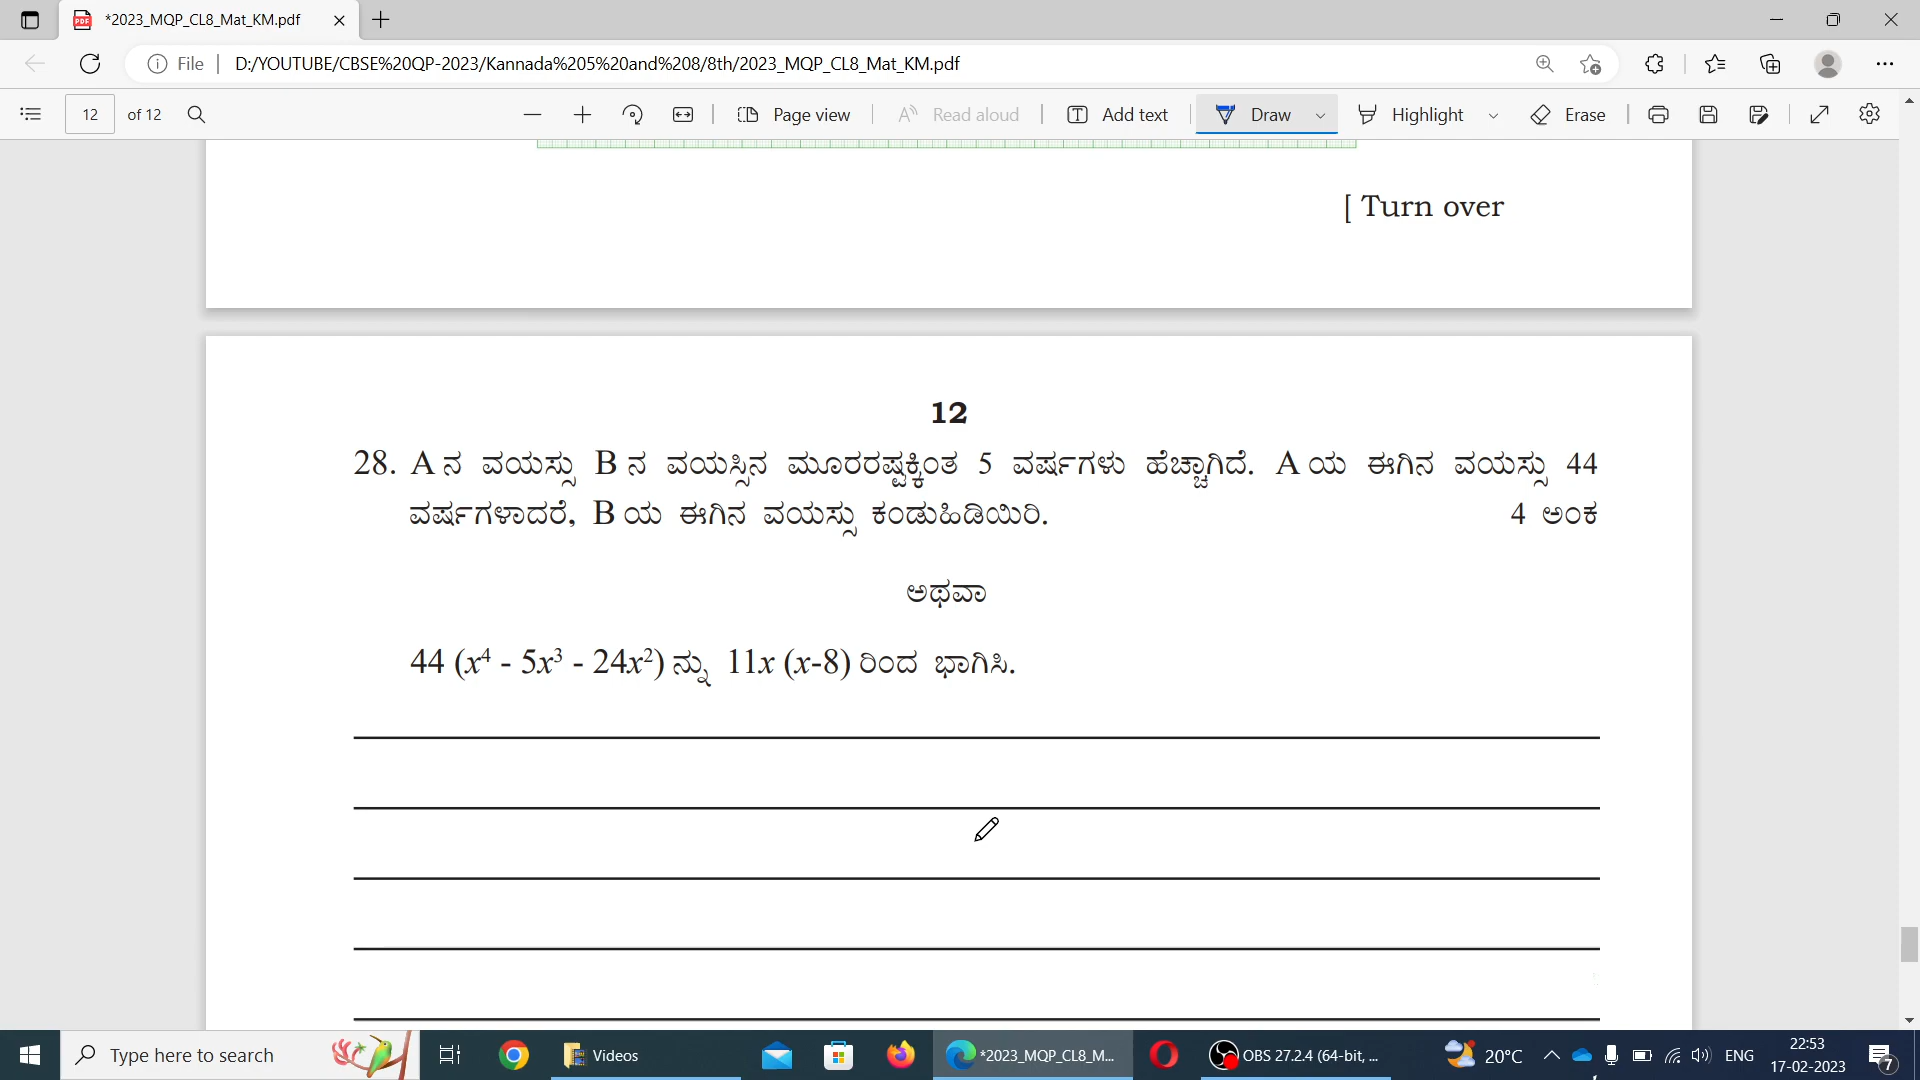 *2023_MQP_CL8_Mat_KM.pdf
File
D:/YOUTUBE/CBSE%20QP-2023/Kannada%205%20and%208/8th/2023_MQP_CL8_Mat_KM.pdf
12 of 12
Page view
Read aloud
Add text
Draw
Highlight
Erase
[ Turn over
12
28. A ನ ವಯಸ್ಸು B ನ ವಯಸ್ಸಿನ ಮೂರರಷ್ಟಕ್ಕಿಂತ 5 ವರ್ಷಗಳು ಹೆಚ್ಚಾಗಿದೆ. A ಯ ಈಗಿನ ವಯಸ್ಸು 44
ವರ್ಷಗಳಾದರೆ, B ಯ ಈಗಿನ ವಯಸ್ಸು ಕಂಡುಹಿಡಿಯಿರಿ. 4 ಅಂಕ
ಅಥವಾ
44 (x⁴ - 5x³ - 24x²) ನ್ನು 11x (x-8) ರಿಂದ ಭಾಗಿಸಿ.
Type here to search
Videos
*2023_MQP_CL8_M...
OBS 27.2.4 (64-bit, ...
20°C
ENG
22:53
17-02-2023
7